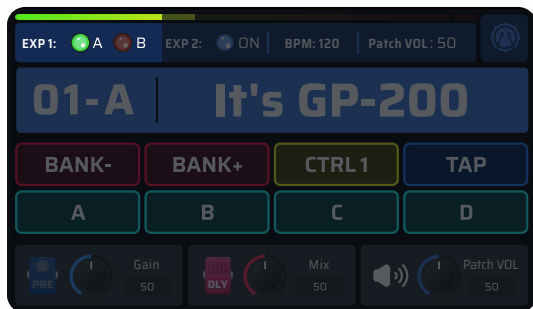 EXP 1: A B EXP 2: ON BPM: 120 Patch VOL: 50
01-A It's GP-200
BANK- BANK+ CTRL 1 TAP
A B C D
Gain Mix Patch VOL
PRE 50 DLY 50 50